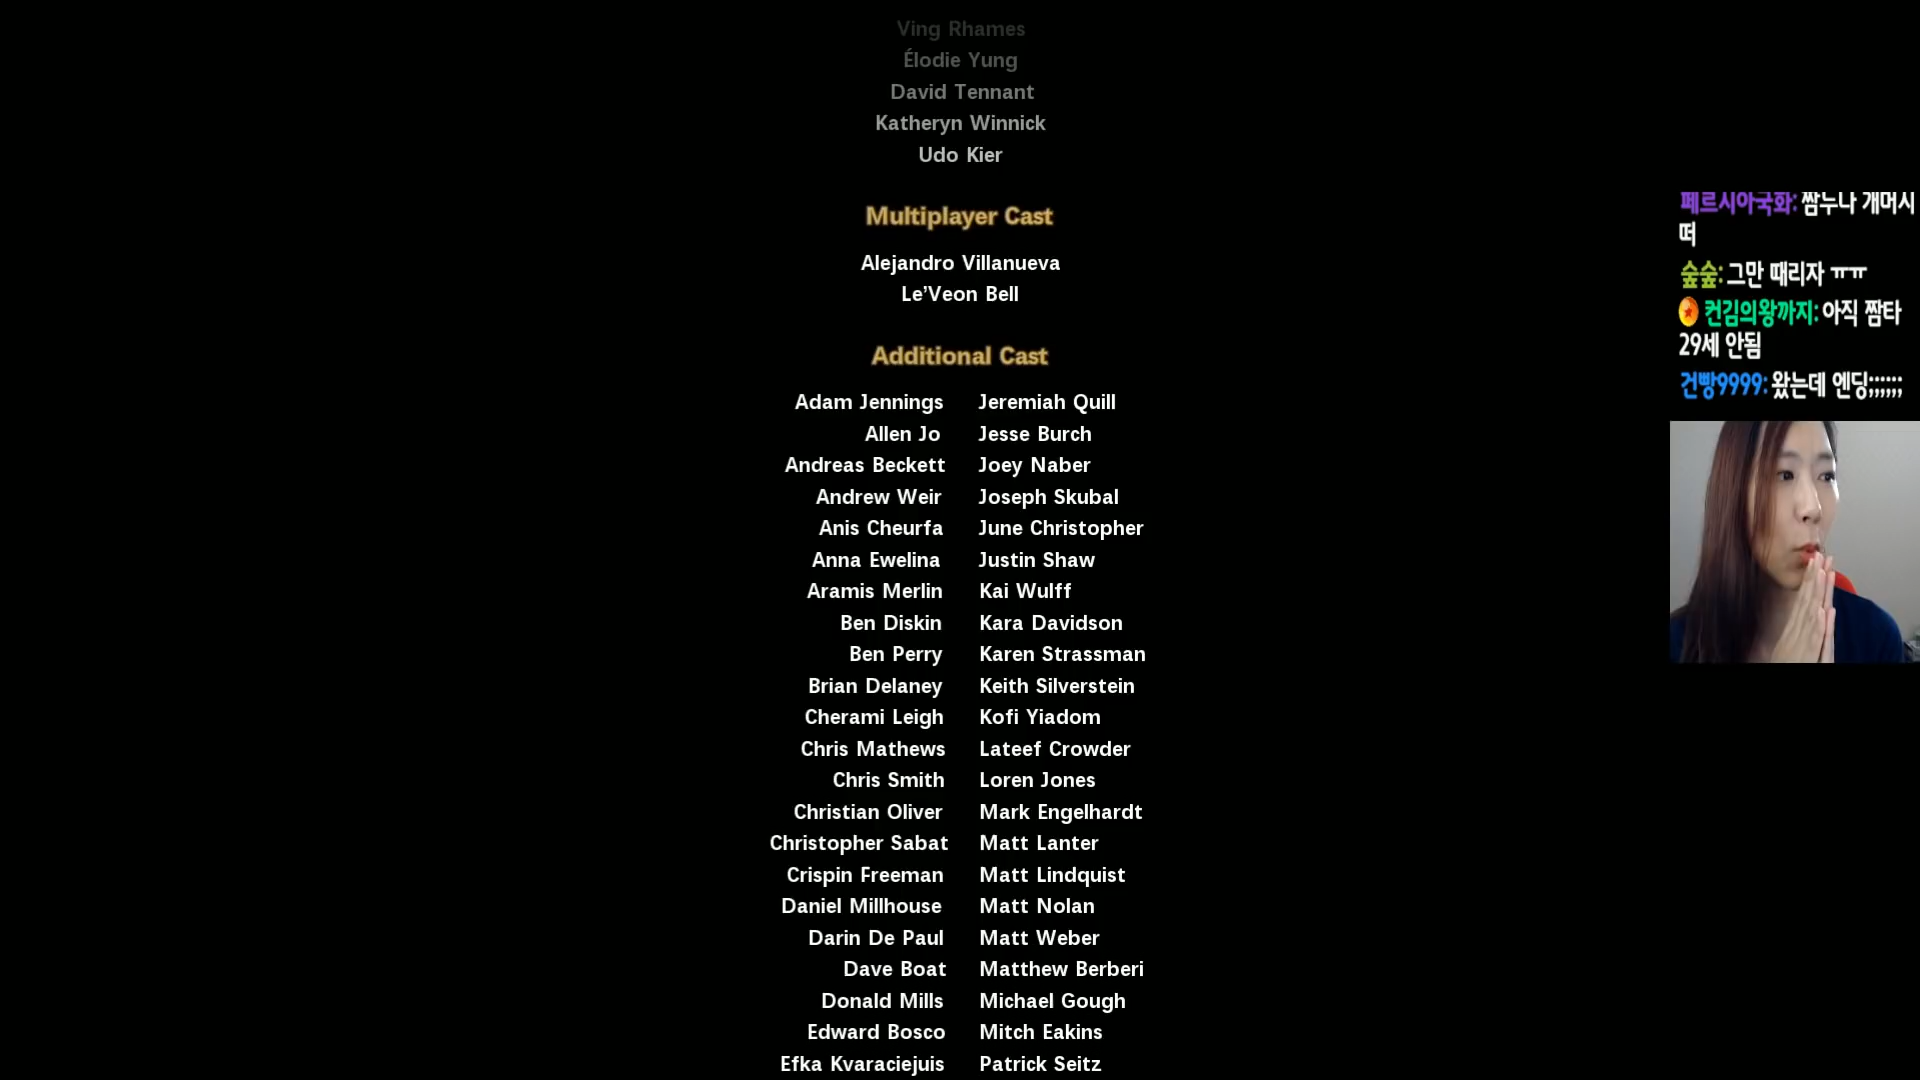 Ving Rhames
Élodie Yung
David Tennant
Katheryn Winnick
Udo Kier
Multiplayer Cast
Alejandro Villanueva
Le’Veon Bell
Additional Cast
Adam Jennings Jeremiah Quill
Allen Jo Jesse Burch
Andreas Beckett Joey Naber
Andrew Weir Joseph Skubal
Anis Cheurfa June Christopher
Anna Ewelina Justin Shaw
Aramis Merlin Kai Wulff
Ben Diskin Kara Davidson
Ben Perry Karen Strassman
Brian Delaney Keith Silverstein
Cherami Leigh Kofi Yiadom
Chris Mathews Lateef Crowder
Chris Smith Loren Jones
Christian Oliver Mark Engelhardt
Christopher Sabat Matt Lanter
Crispin Freeman Matt Lindquist
Daniel Millhouse Matt Nolan
Darin De Paul Matt Weber
Dave Boat Matthew Berberi
Donald Mills Michael Gough
Edward Bosco Mitch Eakins
Efka Kvaraciejuis Patrick Seitz
페르시아국화: 짬누나 개머시
떠
숲숲: 그만 때리자 ㅠㅠ
컨김의왕까지: 아직 짬타
29세 안됨
건빵9999: 왔는데 엔딩;;;;;;